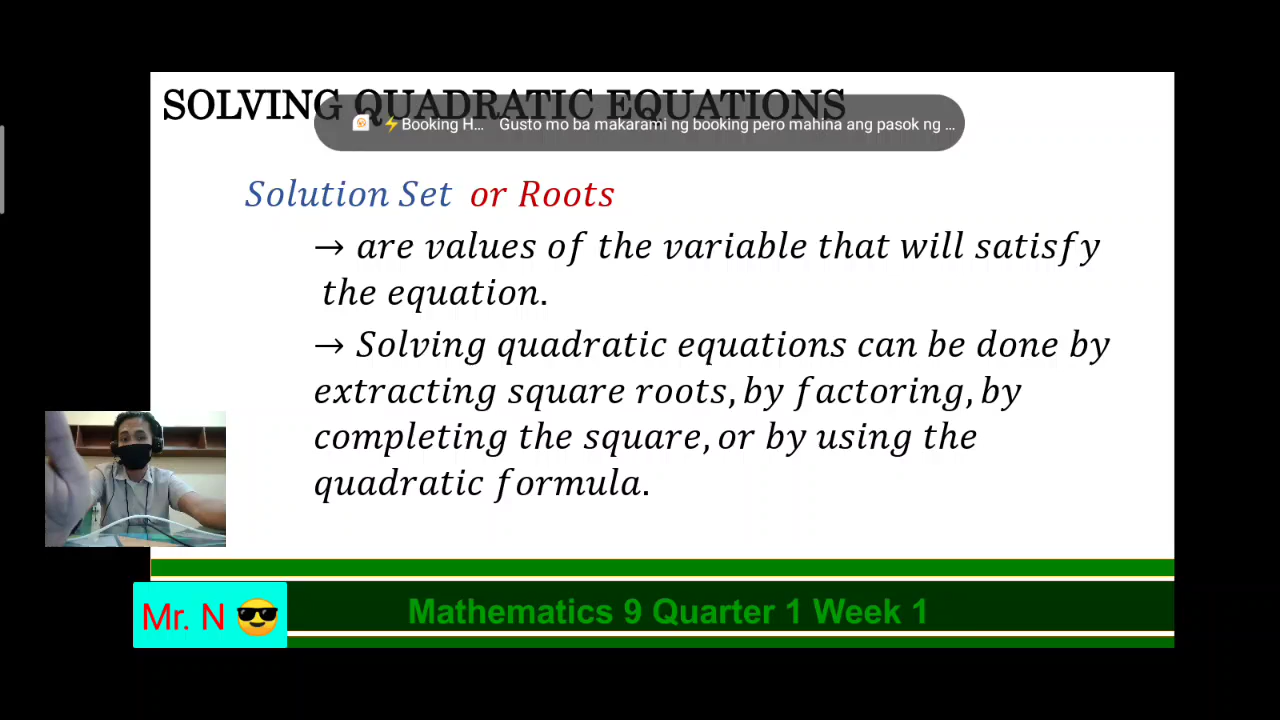 SOLVING QUADRATIC EQUATIONS
⚡Booking H... Gusto mo ba makarami ng booking pero mahina ang pasok ng ...
Solution Set or Roots
→ are values of the variable that will satisfy
the equation.
→ Solving quadratic equations can be done by
extracting square roots, by factoring, by
completing the square, or by using the
quadratic formula.
Mr. N 😎
Mathematics 9 Quarter 1 Week 1